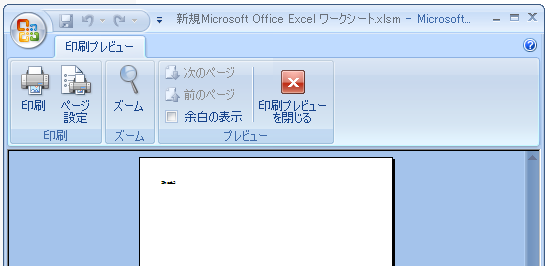 新規Microsoft Office Excel ワークシート.xlsm - Microsoft...
印刷プレビュー
印刷
ページ設定
ズーム
次のページ
前のページ
余白の表示
印刷プレビューを閉じる
印刷
ズーム
プレビュー